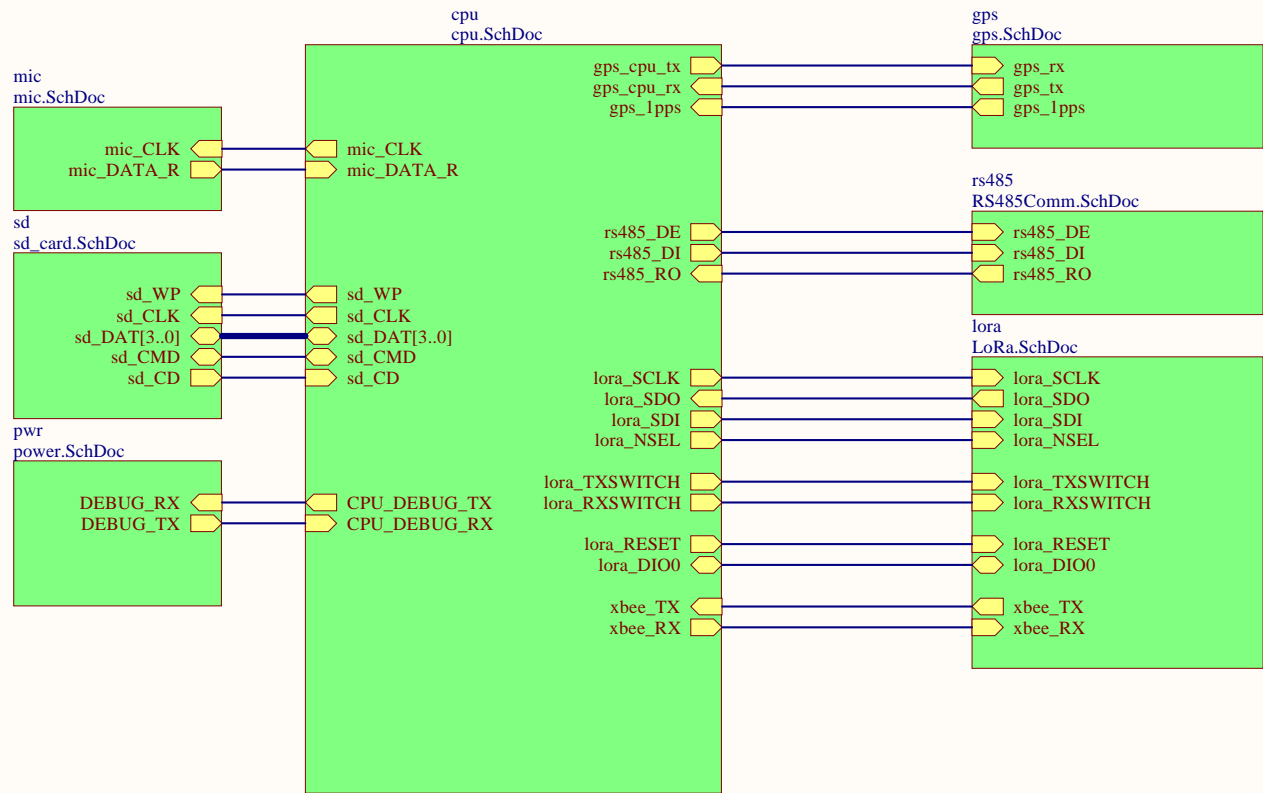 cpu
cpu.SchDoc
gps_cpu_tx
gps_cpu_rx
gps_1pps
mic_CLK
mic_DATA_R
rs485_DE
rs485_DI
rs485_RO
sd_WP
sd_CLK
sd_DAT[3..0]
sd_CMD
sd_CD
lora_SCLK
lora_SDO
lora_SDI
lora_NSEL
lora_TXSWITCH
lora_RXSWITCH
CPU_DEBUG_TX
CPU_DEBUG_RX
lora_RESET
lora_DIO0
xbee_TX
xbee_RX
mic
mic.SchDoc
mic_CLK
mic_DATA_R
sd
sd_card.SchDoc
sd_WP
sd_CLK
sd_DAT[3..0]
sd_CMD
sd_CD
pwr
power.SchDoc
DEBUG_RX
DEBUG_TX
gps
gps.SchDoc
gps_rx
gps_tx
gps_1pps
rs485
RS485Comm.SchDoc
rs485_DE
rs485_DI
rs485_RO
lora
LoRa.SchDoc
lora_SCLK
lora_SDO
lora_SDI
lora_NSEL
lora_TXSWITCH
lora_RXSWITCH
lora_RESET
lora_DIO0
xbee_TX
xbee_RX